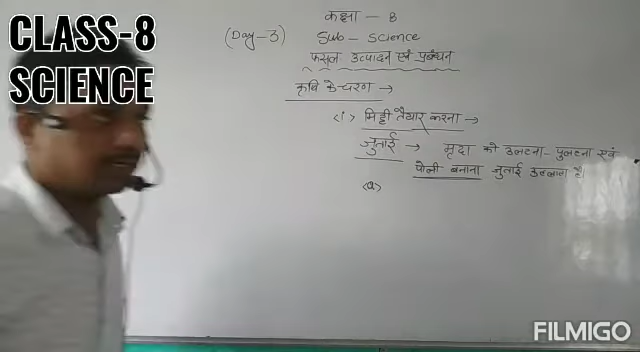 CLASS-8
SCIENCE
कक्षा - 8
(Day-3) Sub - Science
फसल उत्पादन एवं प्रबंधन
कृषि के चरण →
<1> मिट्टी तैयार करना →
जुताई → मृदा को उलटना - पुलटना एवं
पोली बनाना जुताई कहलाता है।
<a>
FILMIGO